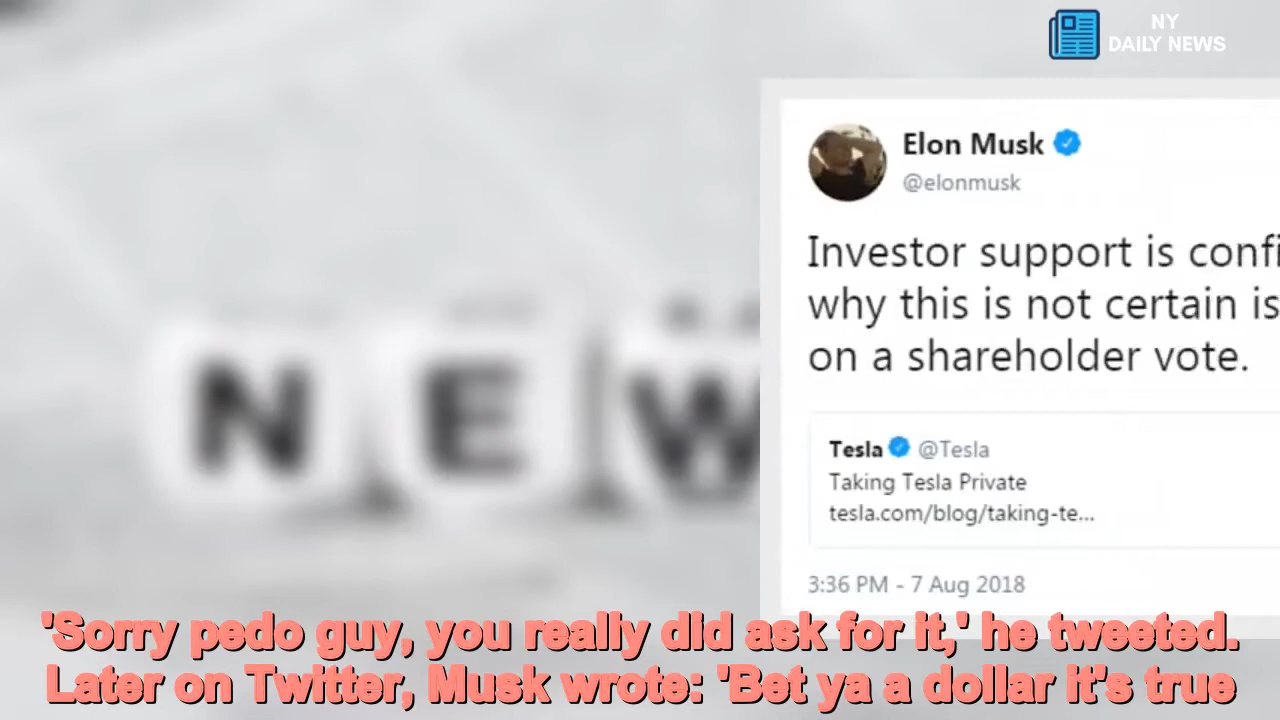 NY
DAILY NEWS
Elon Musk
@elonmusk
Investor support is confi
why this is not certain is
on a shareholder vote.
Tesla @Tesla
Taking Tesla Private
tesla.com/blog/taking-te...
3:36 PM - 7 Aug 2018
N E W
'Sorry pedo guy, you really did ask for it,' he tweeted.
Later on Twitter, Musk wrote: 'Bet ya a dollar it's true